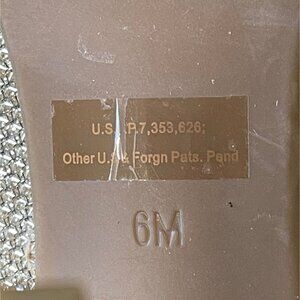 U.S. P.7,353,626;
Other U.S. Forgn Pats. Pend
6M